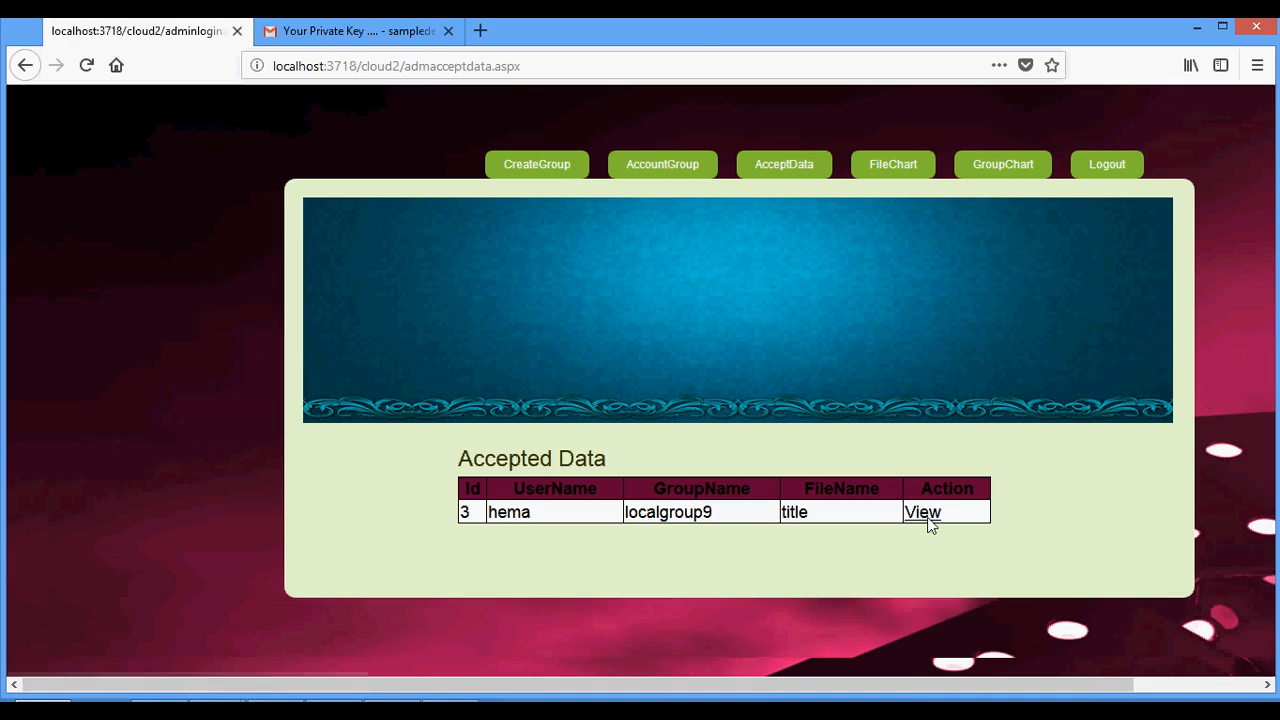 localhost:3718/cloud2/adminlogin
Your Private Key .... - samplede
localhost:3718/cloud2/admacceptdata.aspx
CreateGroup AccountGroup AcceptData FileChart GroupChart Logout
Accepted Data
Id UserName GroupName FileName Action
3 hema localgroup9 title View